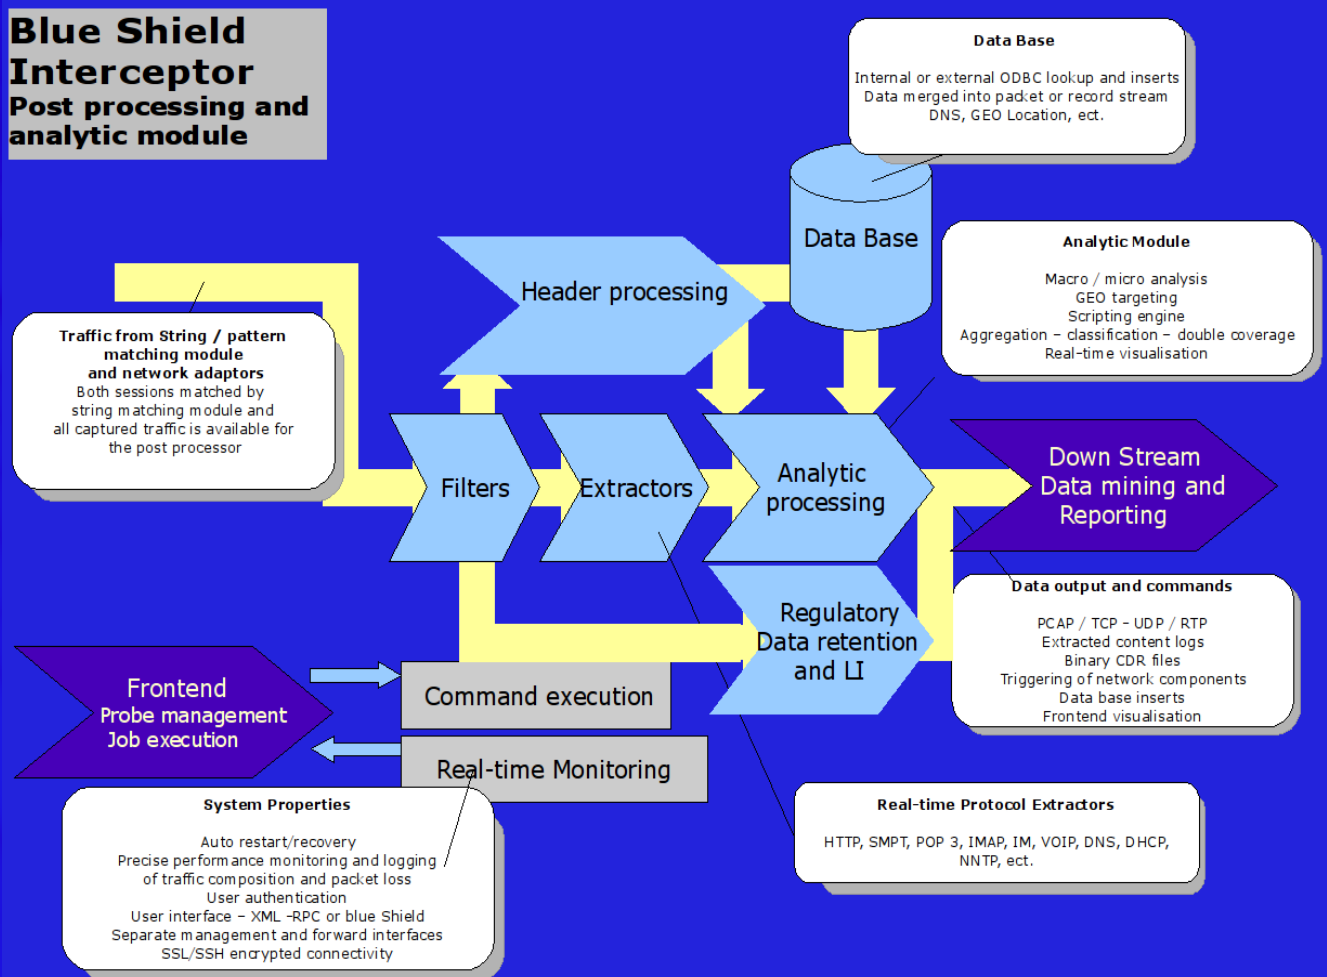 Blue Shield
Interceptor
Post processing and
analytic module
Data Base
Internal or external ODBC lookup and inserts
Data merged into packet or record stream
DNS, GEO Location, ect.
Data Base
Header processing
Analytic Module
Macro / micro analysis
GEO targeting
Scripting engine
Aggregation – classification – double coverage
Real-time visualisation
Traffic from String / pattern
matching module
and network adaptors
Both sessions matched by
string matching module and
all captured traffic is available for
the post processor
Filters
Extractors
Analytic
processing
Down Stream
Data mining and
Reporting
Regulatory
Data retention
and LI
Data output and commands
PCAP / TCP – UDP / RTP
Extracted content logs
Binary CDR files
Triggering of network components
Data base inserts
Frontend visualisation
Frontend
Probe management
Job execution
Command execution
Real-time Monitoring
System Properties
Auto restart/recovery
Precise performance monitoring and logging
of traffic composition and packet loss
User authentication
User interface – XML -RPC or blue Shield
Separate management and forward interfaces
SSL/SSH encrypted connectivity
Real-time Protocol Extractors
HTTP, SMPT, POP 3, IMAP, IM, VOIP, DNS, DHCP,
NNTP, ect.